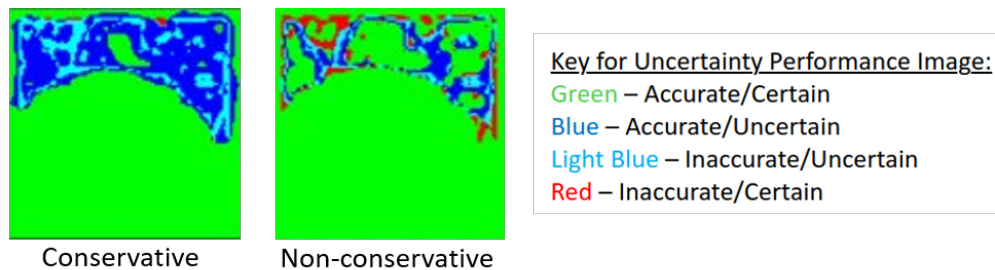 Conservative
Non-conservative
Key for Uncertainty Performance Image:
Green – Accurate/Certain
Blue – Accurate/Uncertain
Light Blue – Inaccurate/Uncertain
Red – Inaccurate/Certain